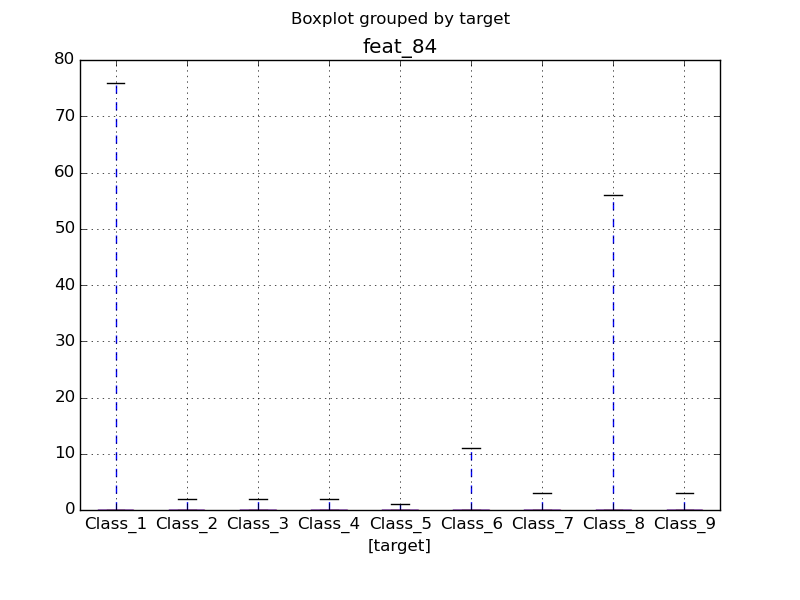 Boxplot grouped by target
feat_84
80
70
60
50
40
30
20
10
0
Class_1 Class_2 Class_3 Class_4 Class_5 Class_6 Class_7 Class_8 Class_9
[target]